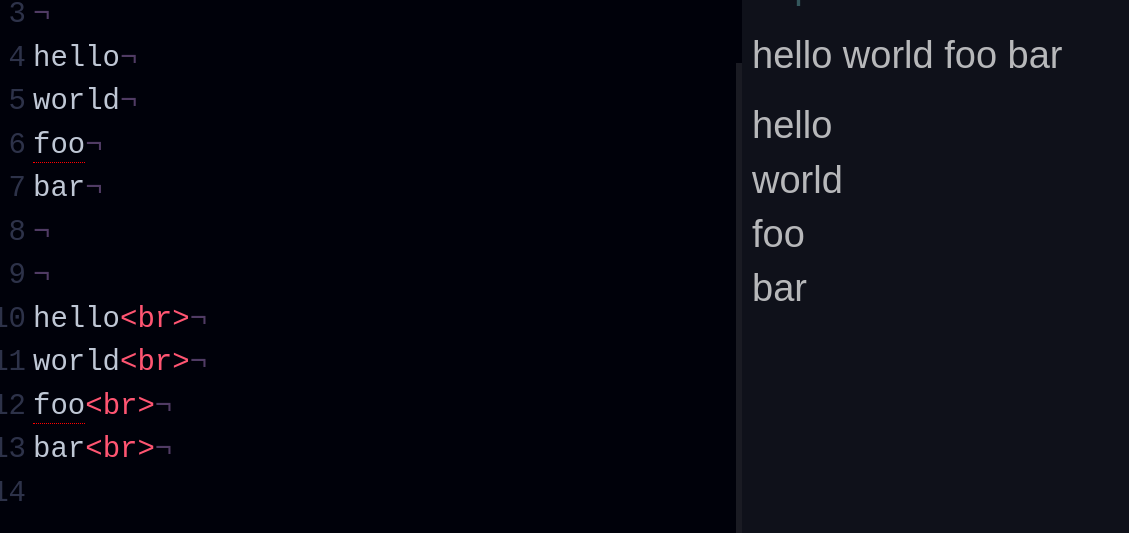 3 ¬
4 hello¬
5 world¬
6 foo¬
7 bar¬
8 ¬
9 ¬
10 hello<br>¬
11 world<br>¬
12 foo<br>¬
13 bar<br>¬
14
hello world foo bar
hello
world
foo
bar